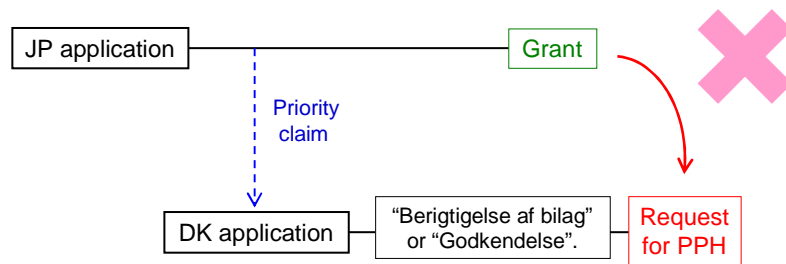 JP application
Grant
Priority
claim
DK application
“Berigtigelse af bilag”
or “Godkendelse”.
Request
for PPH